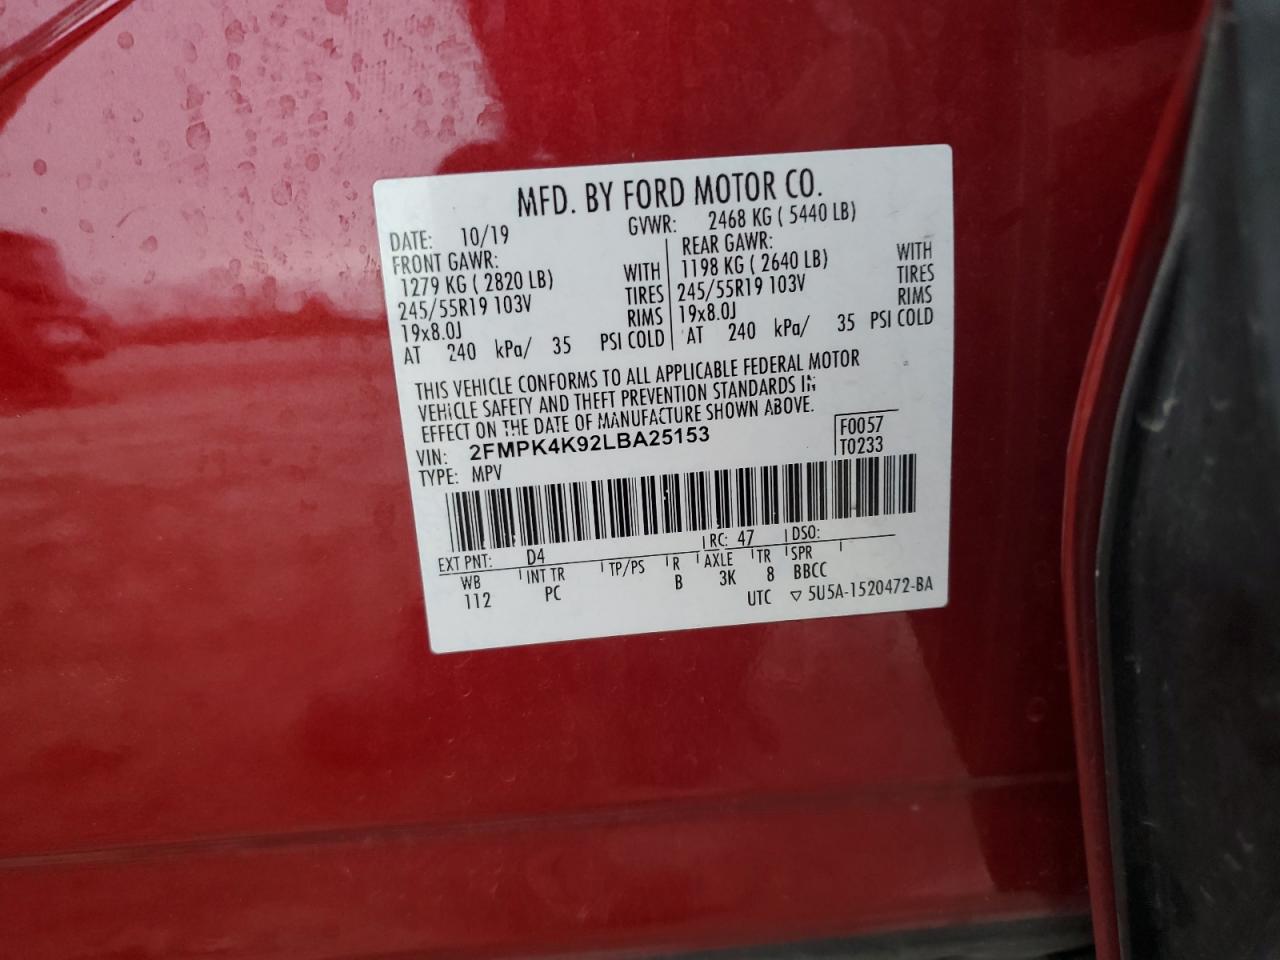 MFD. BY FORD MOTOR CO.
DATE: 10/19 GVWR: 2468 KG ( 5440 LB)
FRONT GAWR: REAR GAWR:
1279 KG ( 2820 LB) WITH 1198 KG ( 2640 LB) WITH
245/55R19 103V TIRES 245/55R19 103V TIRES
19x8.0J RIMS 19x8.0J RIMS
AT 240 kPa/ 35 PSI COLD AT 240 kPa/ 35 PSI COLD
THIS VEHICLE CONFORMS TO ALL APPLICABLE FEDERAL MOTOR
VEHICLE SAFETY AND THEFT PREVENTION STANDARDS IN
EFFECT ON THE DATE OF MANUFACTURE SHOWN ABOVE.
VIN: 2FMPK4K92LBA25153 F0057
TYPE: MPV T0233
EXT PNT: D4 RC: 47 DSO:
WB INT TR TP/PS R AXLE TR SPR
112 PC B 3K 8 BBCC
UTC ▽ 5U5A-1520472-BA